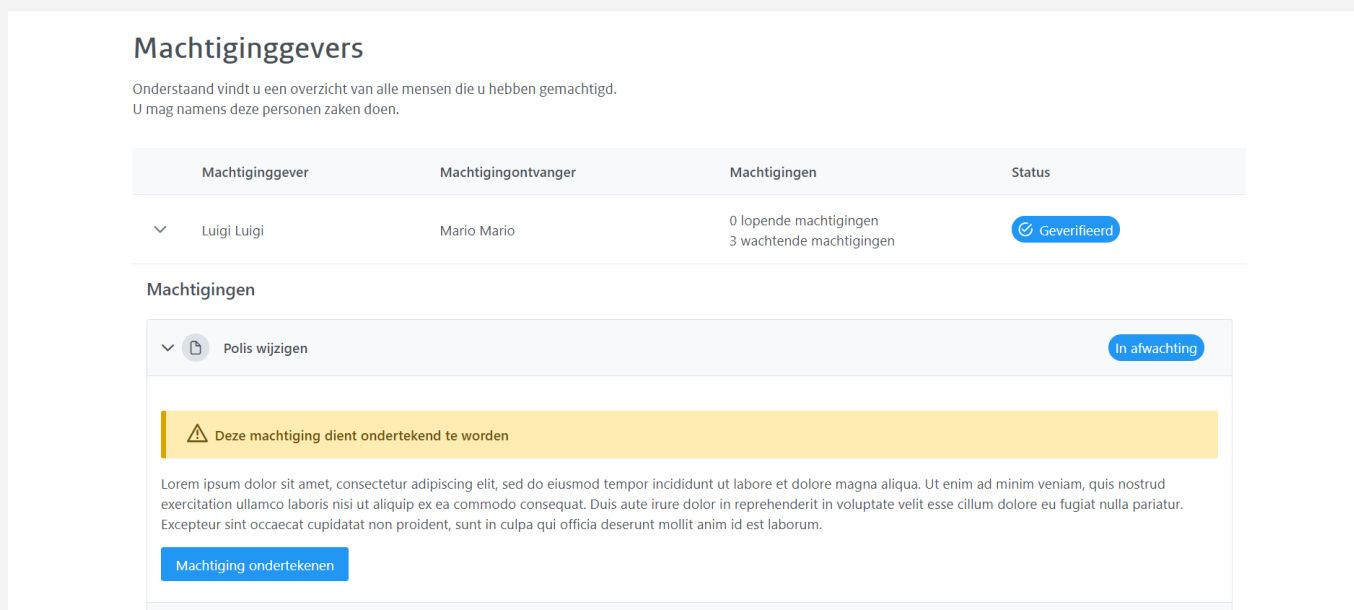 Machtiginggevers
Onderstaand vindt u een overzicht van alle mensen die u hebben gemachtigd.
U mag namens deze personen zaken doen.
Machtiginggever Machtigingontvanger Machtigingen Status
Luigi Luigi Mario Mario 0 lopende machtigingen
3 wachtende machtigingen Geverifieerd
Machtigingen
Polis wijzigen In afwachting
Deze machtiging dient ondertekend te worden
Lorem ipsum dolor sit amet, consectetur adipiscing elit, sed do eiusmod tempor incididunt ut labore et dolore magna aliqua. Ut enim ad minim veniam, quis nostrud
exercitation ullamco laboris nisi ut aliquip ex ea commodo consequat. Duis aute irure dolor in reprehenderit in voluptate velit esse cillum dolore eu fugiat nulla pariatur.
Excepteur sint occaecat cupidatat non proident, sunt in culpa qui officia deserunt mollit anim id est laborum.
Machtiging ondertekenen